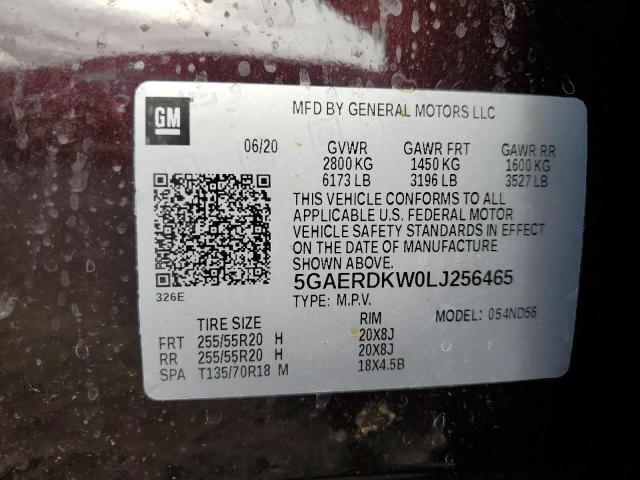 GM
MFD BY GENERAL MOTORS LLC
06/20 GVWR GAWR FRT GAWR RR
2800 KG 1450 KG 1600 KG
6173 LB 3196 LB 3527 LB
THIS VEHICLE CONFORMS TO ALL
APPLICABLE U.S. FEDERAL MOTOR
VEHICLE SAFETY STANDARDS IN EFFECT
ON THE DATE OF MANUFACTURE
SHOWN ABOVE.
326E
5GAERDKW0LJ256465
TYPE: M.P.V.
TIRE SIZE RIM MODEL: 054ND56
FRT 255/55R20 H 20X8J
RR 255/55R20 H 20X8J
SPA T135/70R18 M 18X4.5B